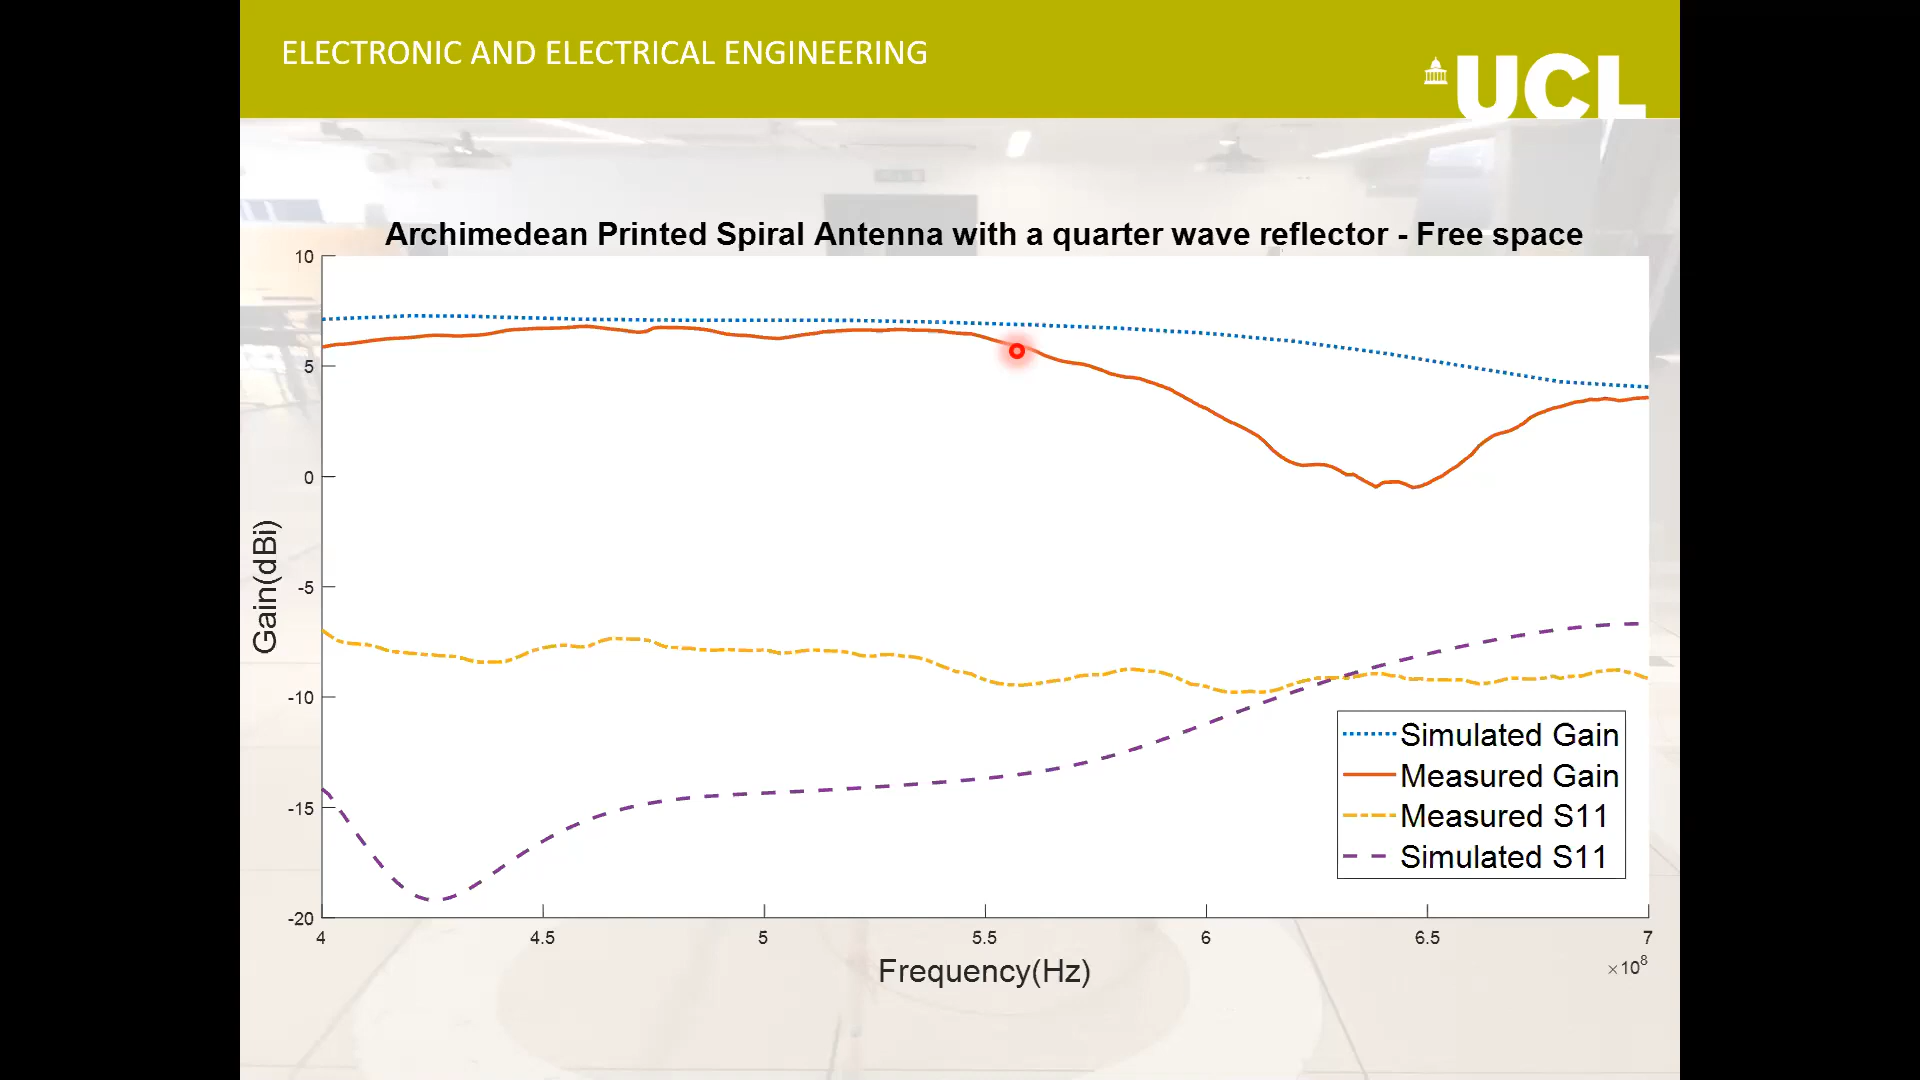 ELECTRONIC AND ELECTRICAL ENGINEERING
UCL
Archimedean Printed Spiral Antenna with a quarter wave reflector - Free space
10
5
0
-5
-10
-15
-20
Gain(dBi)
Simulated Gain
Measured Gain
Measured S11
Simulated S11
4 4.5 5 5.5 6 6.5 7
×10⁸
Frequency(Hz)